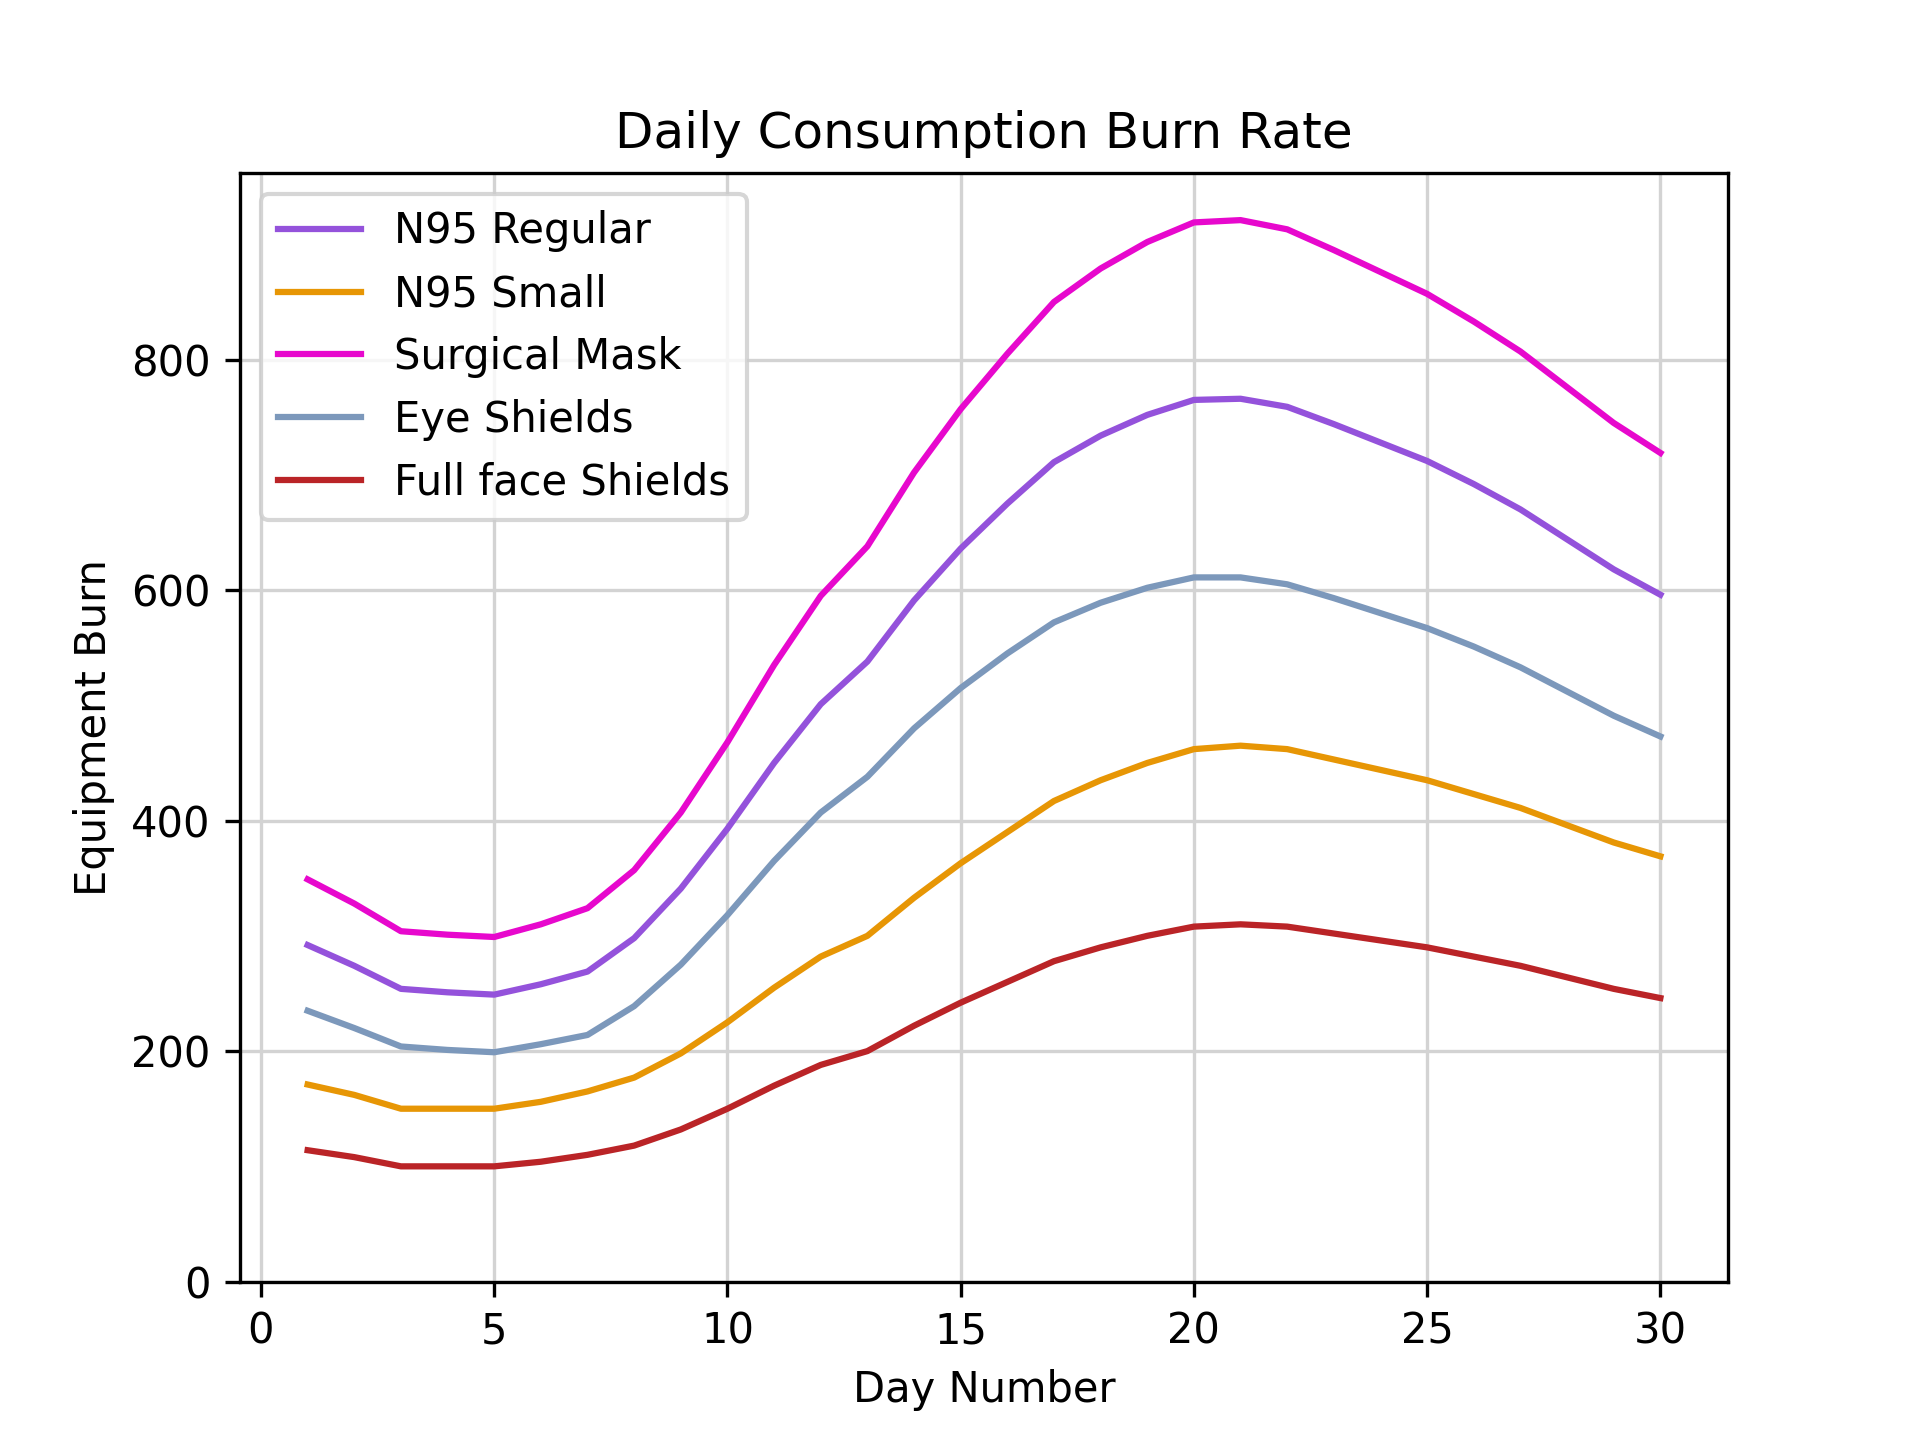 Daily Consumption Burn Rate
N95 Regular
N95 Small
Surgical Mask
Eye Shields
Full face Shields
Equipment Burn
800
600
400
200
0
0 5 10 15 20 25 30
Day Number